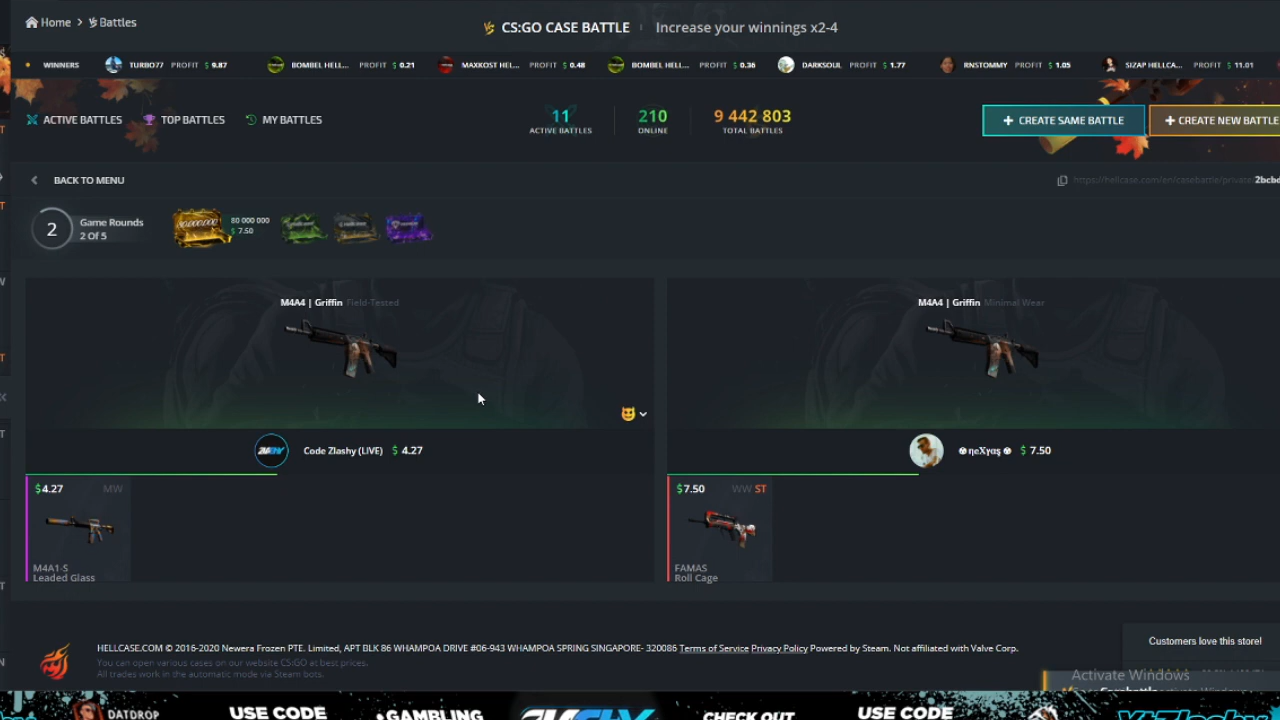 Home > Battles
CS:GO CASE BATTLE | Increase your winnings x2-4
WINNERS TURBO77 PROFIT $ 9.87 BOMBEL HELL... PROFIT $ 0.21 MAXKOST HEL... PROFIT $ 0.48 BOMBEL HELL... PROFIT $ 0.36 DARKSOUL PROFIT $ 1.77 RNSTOMMY PROFIT $ 1.05 SIZAP HELLCA... PROFIT $ 11.01
ACTIVE BATTLES TOP BATTLES MY BATTLES
11
ACTIVE BATTLES
210
ONLINE
9 442 803
TOTAL BATTLES
+ CREATE SAME BATTLE
+ CREATE NEW BATTLE
BACK TO MENU
https://hellcase.com/en/casebattle/private
2
Game Rounds
2 Of 5
80 000 000
$ 7.50
M4A4 | Griffin Field-Tested
M4A4 | Griffin Minimal Wear
Code Zlashy (LIVE) $ 4.27
ηeXγαȿ $ 7.50
$4.27 MW
M4A1-S
Leaded Glass
$7.50 WW ST
FAMAS
Roll Cage
HELLCASE.COM © 2016-2020 Newera Frozen PTE. Limited, APT BLK 86 WHAMPOA DRIVE #06-943 WHAMPOA SPRING SINGAPORE- 320086 Terms of Service Privacy Policy Powered by Steam. Not affiliated with Valve Corp.
You can open various cases on our website CS:GO at best prices.
All trades work in the automatic mode via Steam bots.
Customers love this store!
Activate Windows
DATDROP
USE CODE
GAMBLING
CHECK OUT
USE CODE